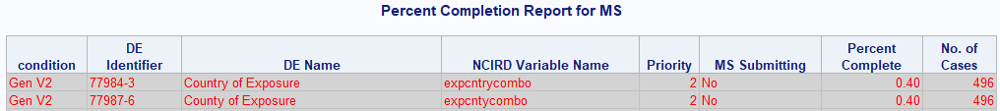 Percent Completion Report for MS
condition DE Identifier DE Name NCIRD Variable Name Priority MS Submitting Percent Complete No. of Cases
Gen V2 77984-3 Country of Exposure expcntrycombo 2 No 0.40 496
Gen V2 77987-6 County of Exposure expcntycombo 2 No 0.40 496